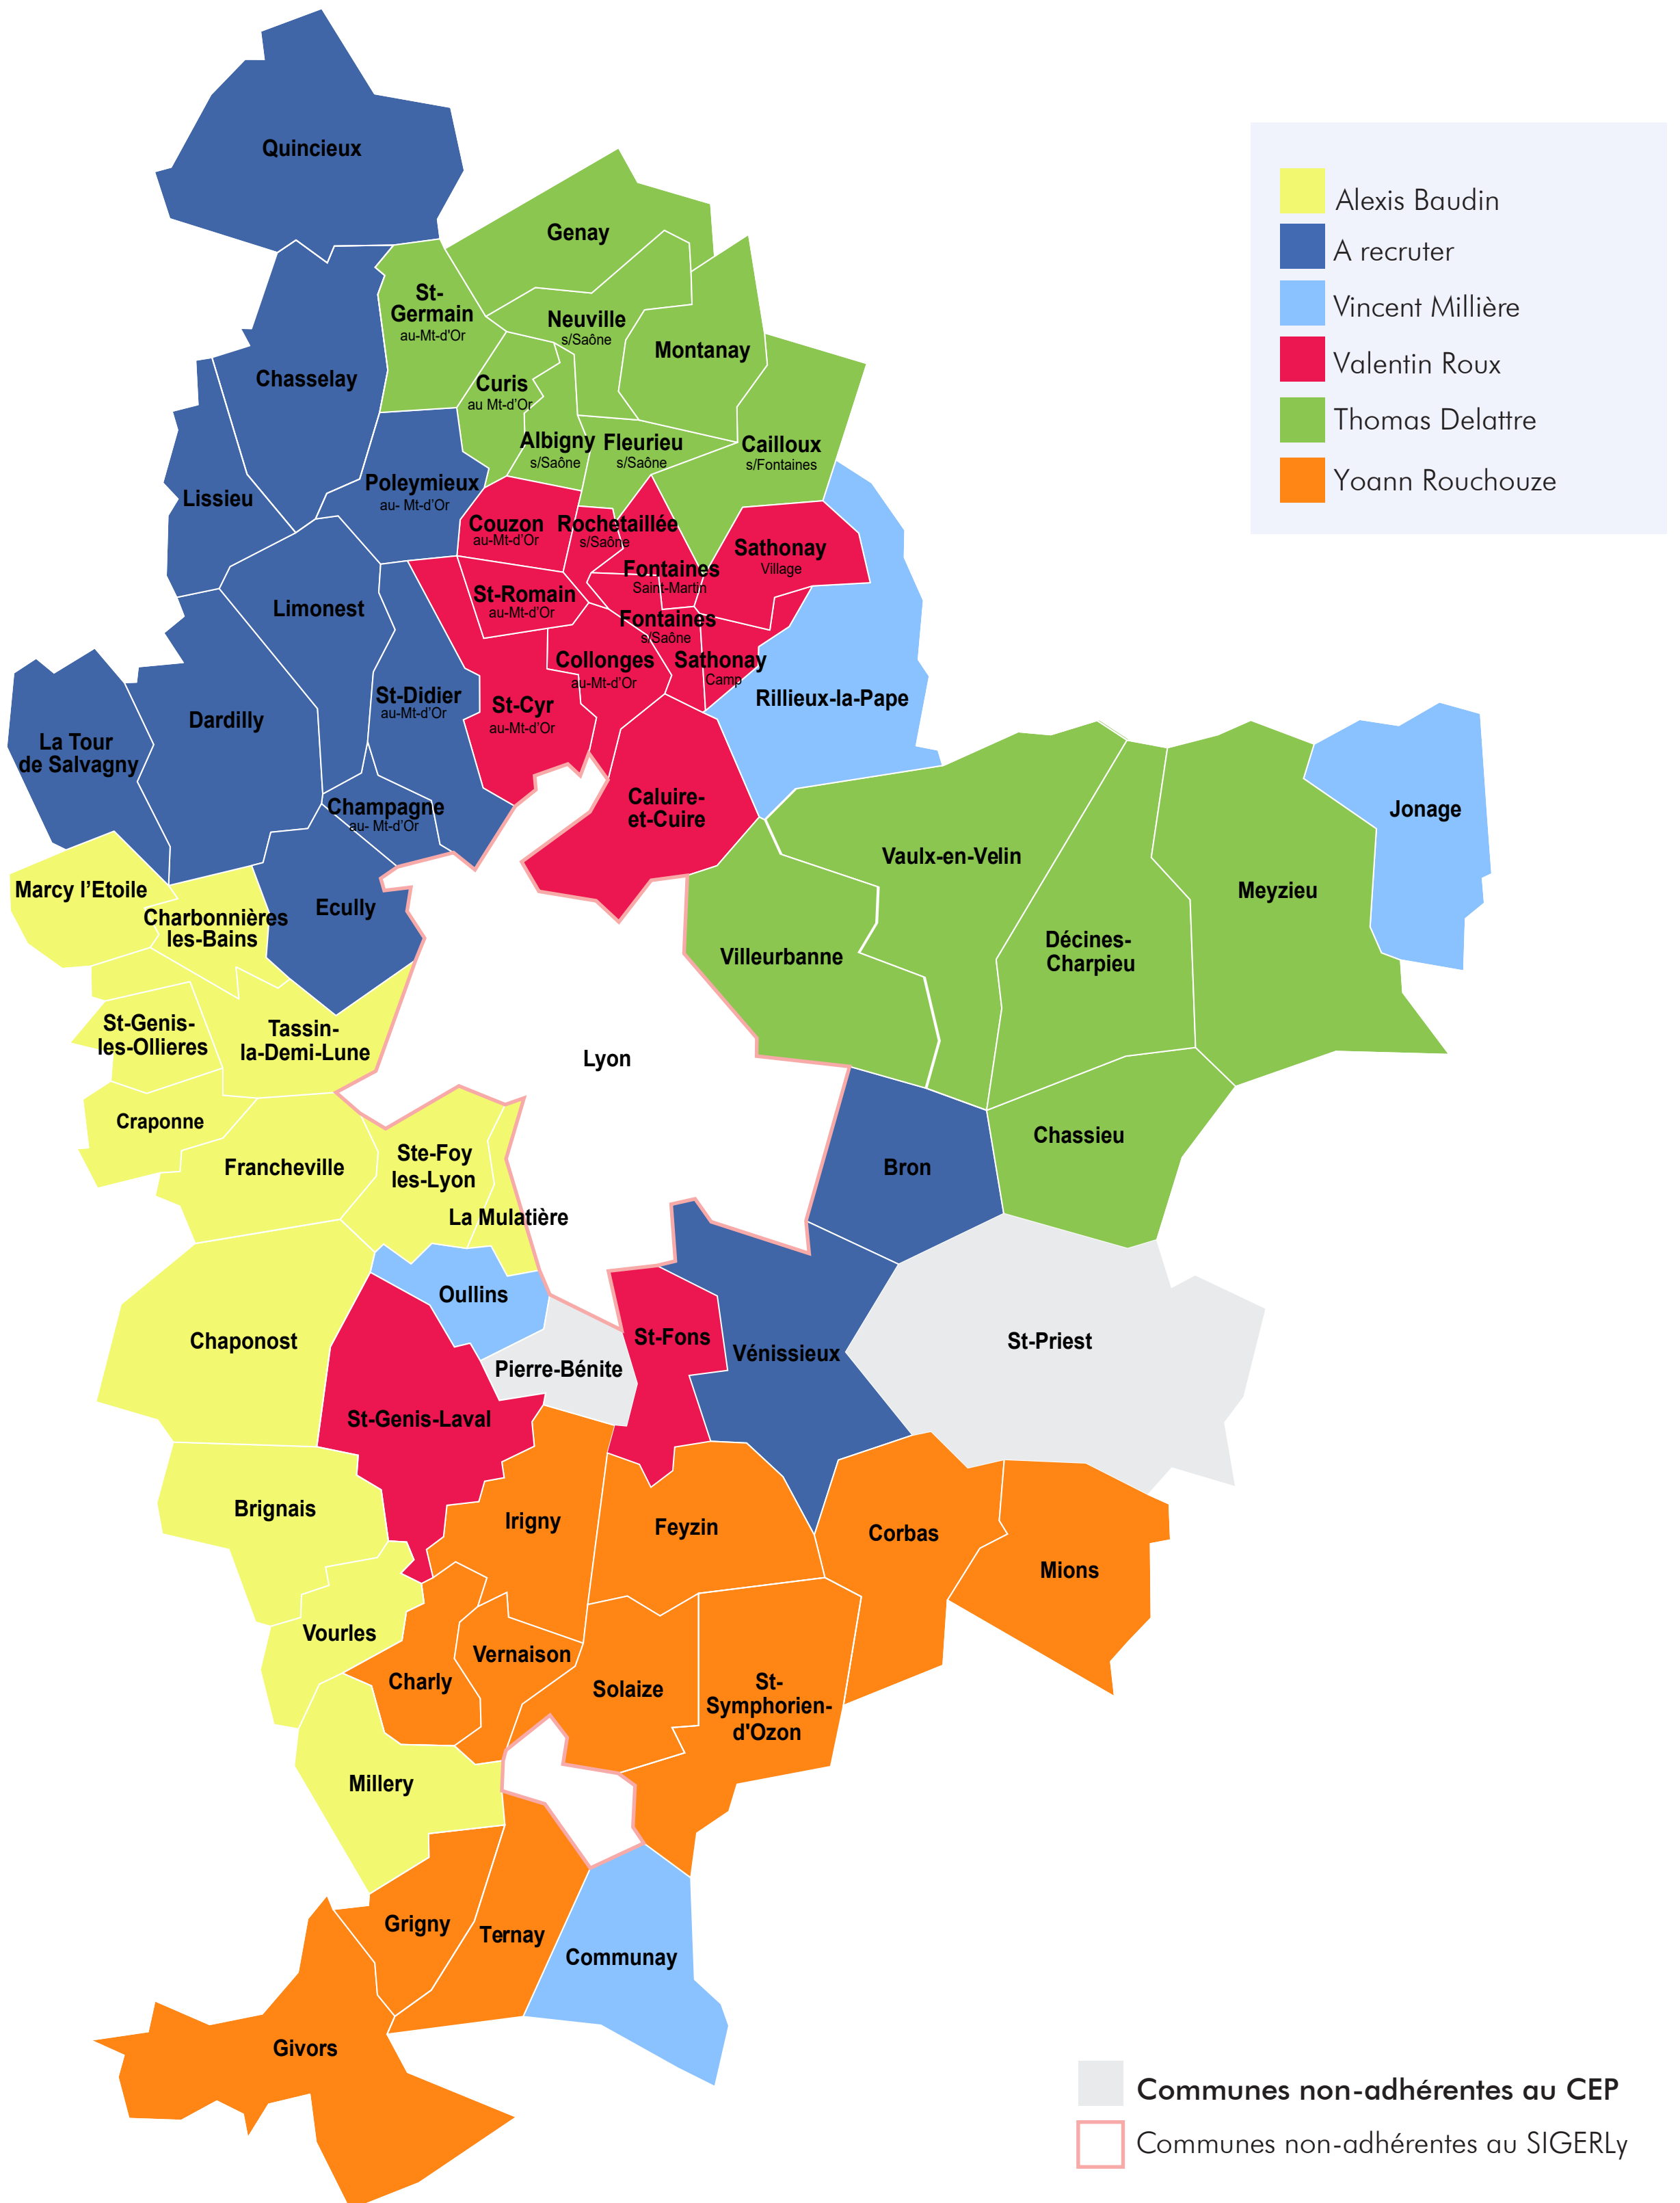 Quincieux
Genay
St-
Germain
au-Mt-d'Or
Neuville
s/Saône
Montanay
Chasselay
Curis
au Mt-d'Or
Albigny
s/Saône
Fleurieu
s/Saône
Cailloux
s/Fontaines
Lissieu
Poleymieux
au- Mt-d'Or
Couzon
au-Mt-d'Or
Rochetaillée
s/Saône
Sathonay
Village
Fontaines
Saint-Martin
St-Romain
au-Mt-d'Or
Limonest
Fontaines
s/Saône
Collonges
au-Mt-d'Or
Sathonay
Camp
St-Didier
au-Mt-d'Or
St-Cyr
au-Mt-d'Or
Rillieux-la-Pape
Dardilly
La Tour
de Salvagny
Champagne
au- Mt-d'Or
Caluire-
et-Cuire
Jonage
Vaulx-en-Velin
Meyzieu
Marcy l'Etoile
Charbonnières
les-Bains
Ecully
Décines-
Charpieu
Villeurbanne
St-Genis-
les-Ollieres
Tassin-
la-Demi-Lune
Lyon
Craponne
Chassieu
Francheville
Ste-Foy
les-Lyon
Bron
La Mulatière
Oullins
Chaponost
St-Fons
Vénissieux
St-Priest
Pierre-Bénite
St-Genis-Laval
Brignais
Irigny
Feyzin
Corbas
Mions
Vourles
Vernaison
Charly
Solaize
St-
Symphorien-
d'Ozon
Millery
Grigny
Ternay
Communay
Givors
Alexis Baudin
A recruter
Vincent Millière
Valentin Roux
Thomas Delattre
Yoann Rouchouze
Communes non-adhérentes au CEP
Communes non-adhérentes au SIGERLy